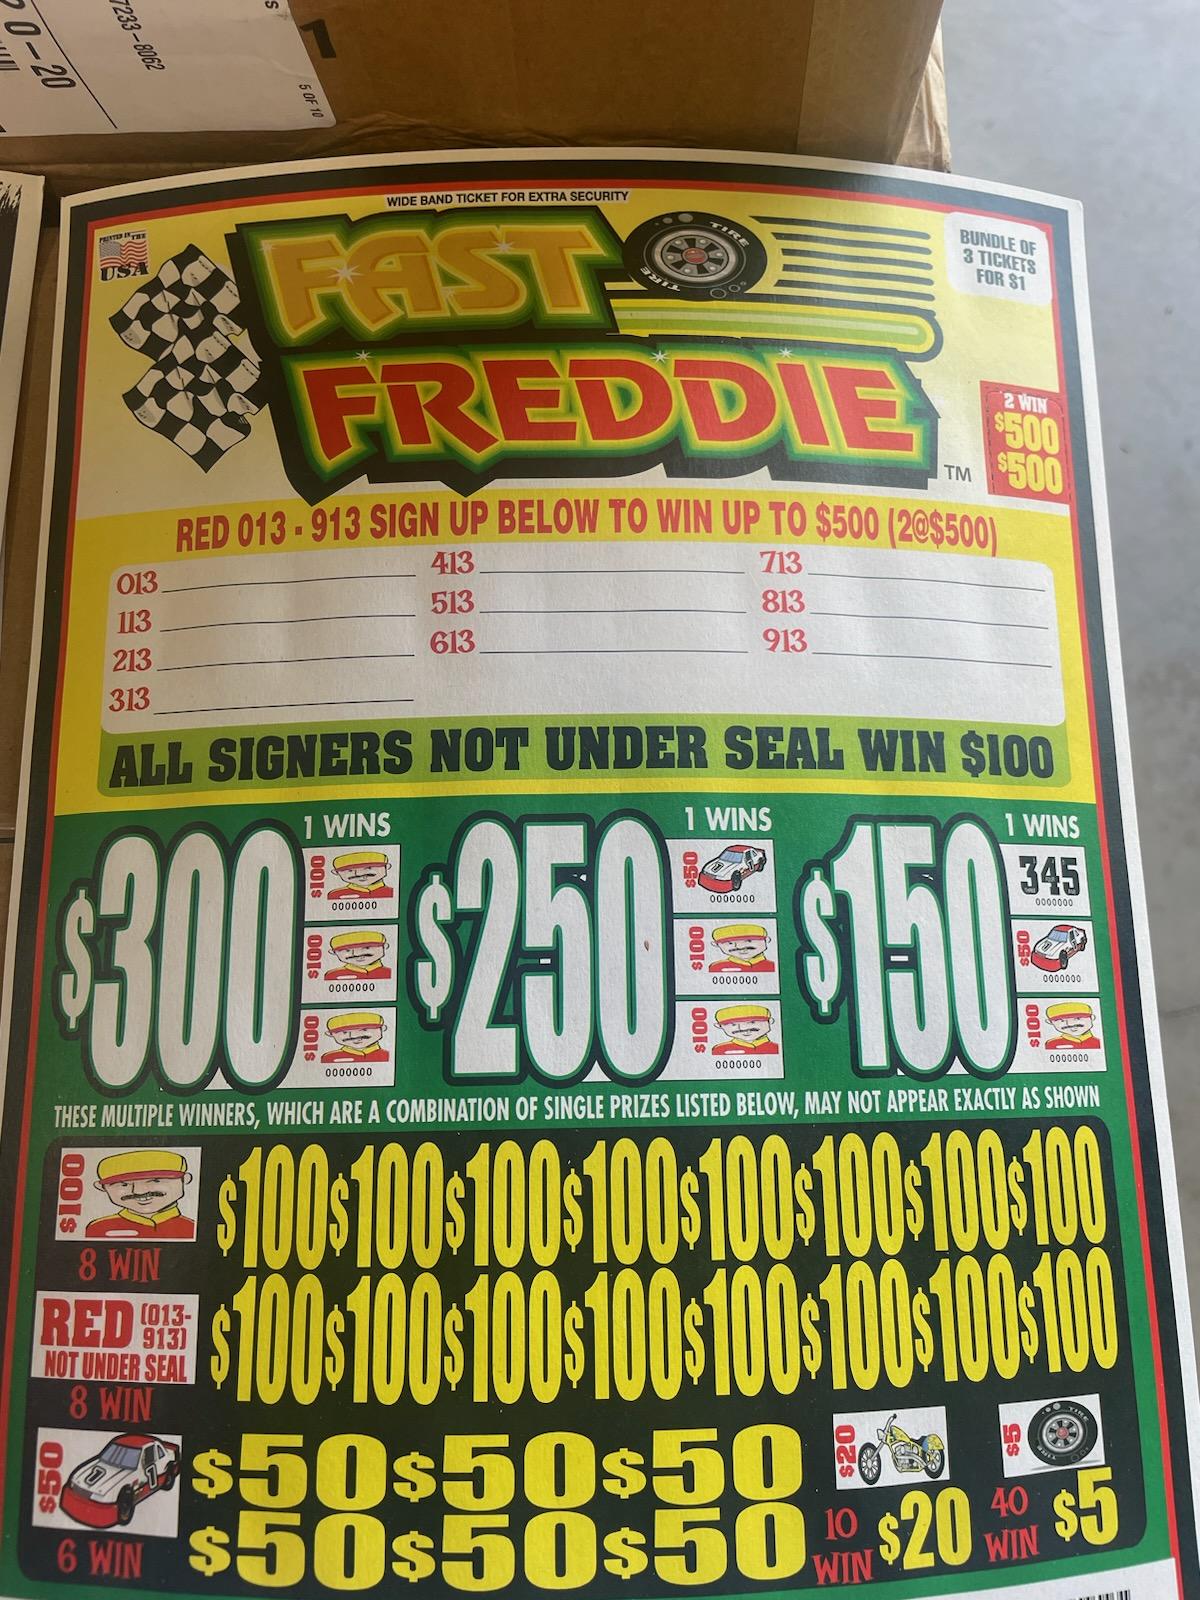 7233-8062
0-20
5 OF 10
WIDE BAND TICKET FOR EXTRA SECURITY
PRINTED IN THE
USA
FAST
TIRE
TIRE
BUNDLE OF
3 TICKETS
FOR $1
FREDDIE
TM
2 WIN
$500
$500
RED 013 - 913 SIGN UP BELOW TO WIN UP TO $500 (2@$500)
013 413 713
113 513 813
213 613 913
313
ALL SIGNERS NOT UNDER SEAL WIN $100
$300
1 WINS
$100
0000000
$100
0000000
$100
0000000
$250
1 WINS
$50
0000000
$100
0000000
$100
0000000
$150
1 WINS
345
0000000
$50
0000000
$100
0000000
THESE MULTIPLE WINNERS, WHICH ARE A COMBINATION OF SINGLE PRIZES LISTED BELOW, MAY NOT APPEAR EXACTLY AS SHOWN
$100
8 WIN
$100 $100 $100 $100 $100 $100 $100 $100
RED (013-
913)
NOT UNDER SEAL
8 WIN
$100 $100 $100 $100 $100 $100 $100 $100
$50
6 WIN
$50 $50 $50
$50 $50 $50
$20
10
WIN
$20
$5
TIRE
40
WIN
$5